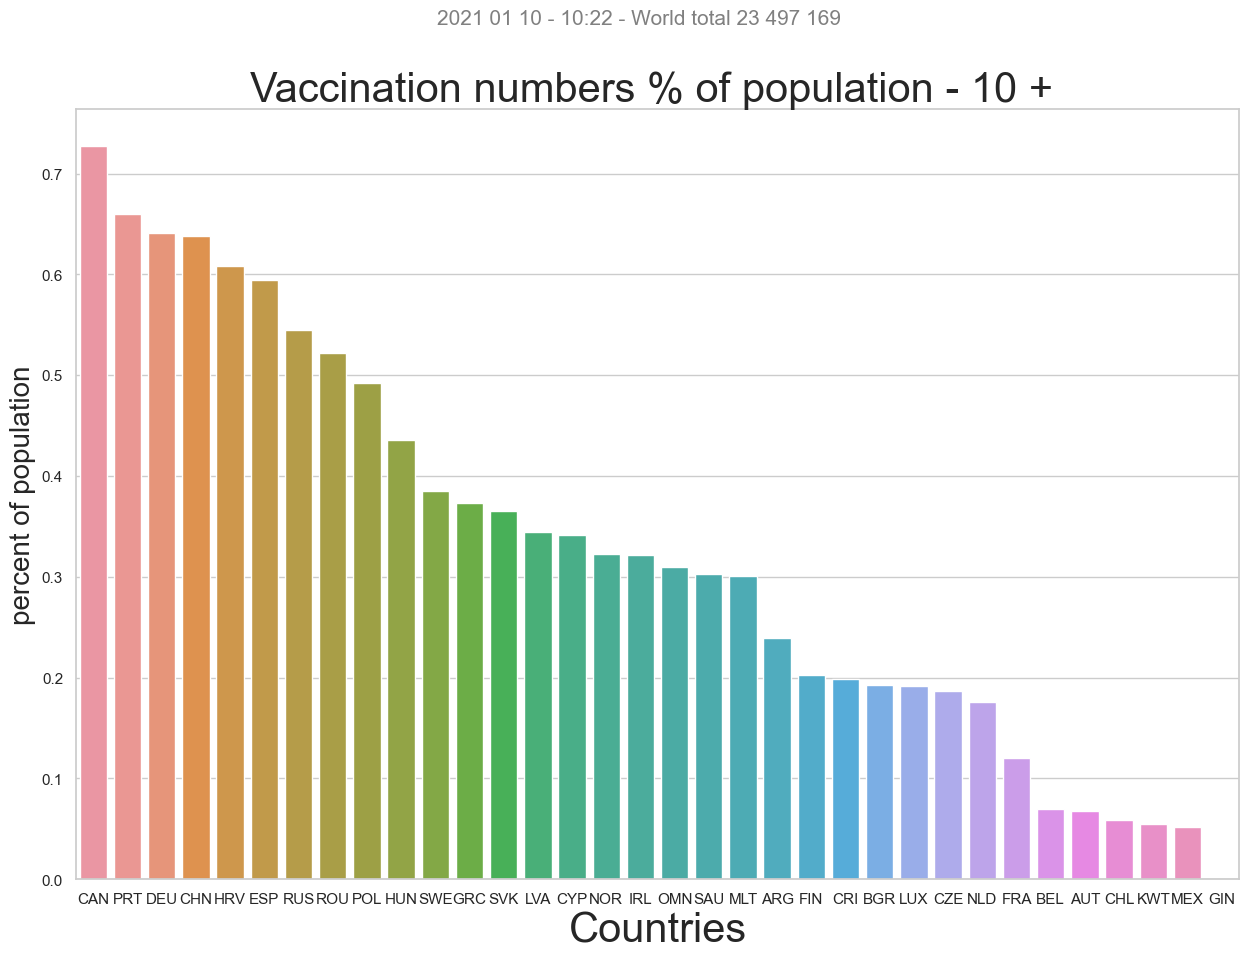 2021 01 10 - 10:22 - World total 23 497 169
Vaccination numbers % of population - 10 +
percent of population
0.7
0.6
0.5
0.4
0.3
0.2
0.1
0.0
CAN PRT DEU CHN HRV ESP RUS ROU POL HUN SWE GRC SVK LVA CYP NOR IRL OMN SAU MLT ARG FIN CRI BGR LUX CZE NLD FRA BEL AUT CHL KWT MEX GIN
Countries